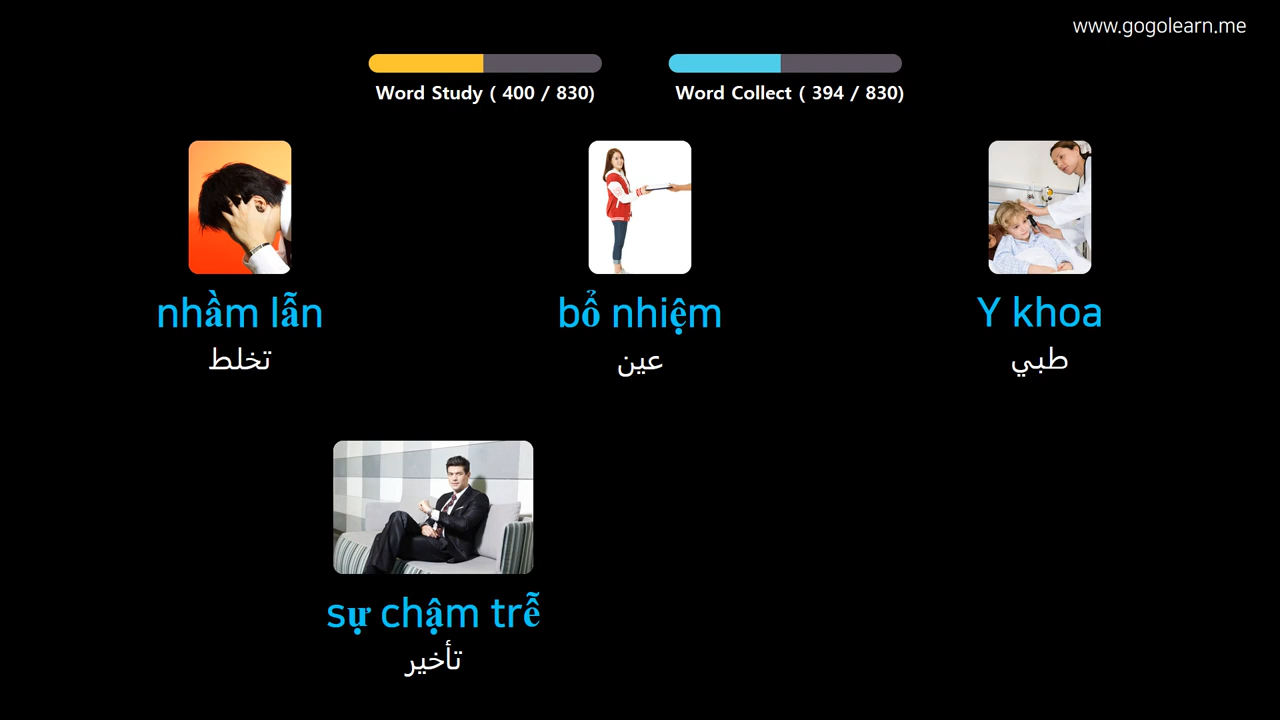 www.gogolearn.me
Word Study ( 400 / 830)
Word Collect ( 394 / 830)
nhầm lẫn
تخلط
bổ nhiệm
عين
Y khoa
طبي
sự chậm trễ
تأخير